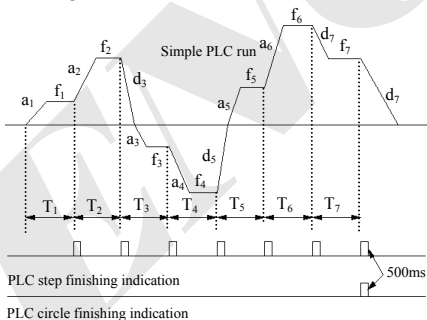 f₆
a₆
d₇
f₂
Simple PLC run
f₇
a₂
d₃
f₅
a₁
f₁
a₅
d₇
a₃
f₃
d₅
a₄
f₄
T₁
T₂
T₃
T₄
T₅
T₆
T₇
500ms
PLC step finishing indication
PLC circle finishing indication